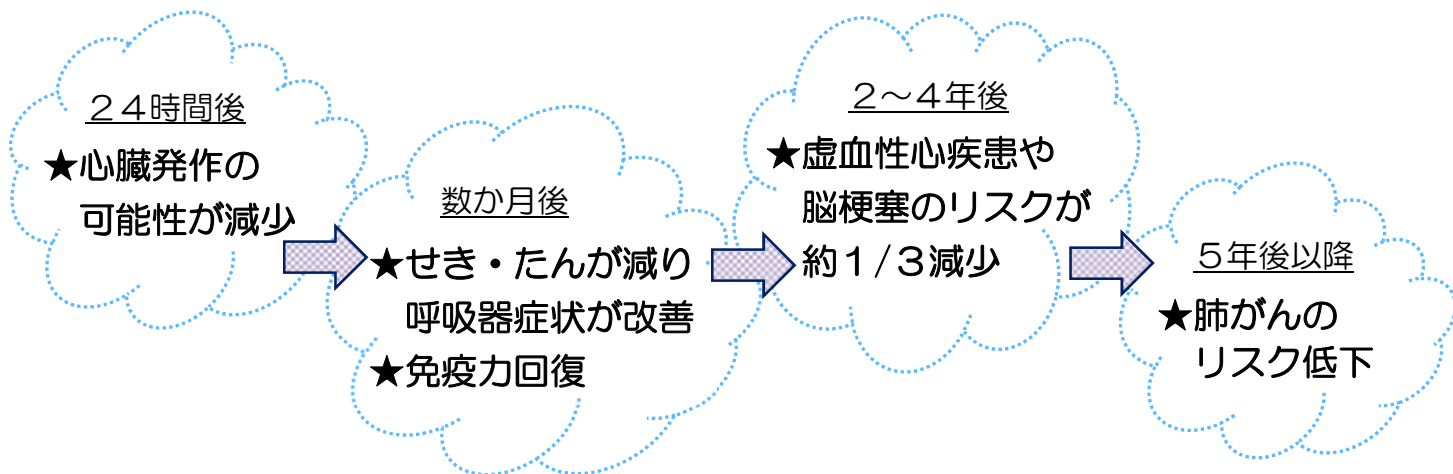 ２４時間後
★心臓発作の
可能性が減少
数か月後
★せき・たんが減り
呼吸器症状が改善
★免疫力回復
２～４年後
★虚血性心疾患や
脳梗塞のリスクが
約１/３減少
５年後以降
★肺がんの
リスク低下